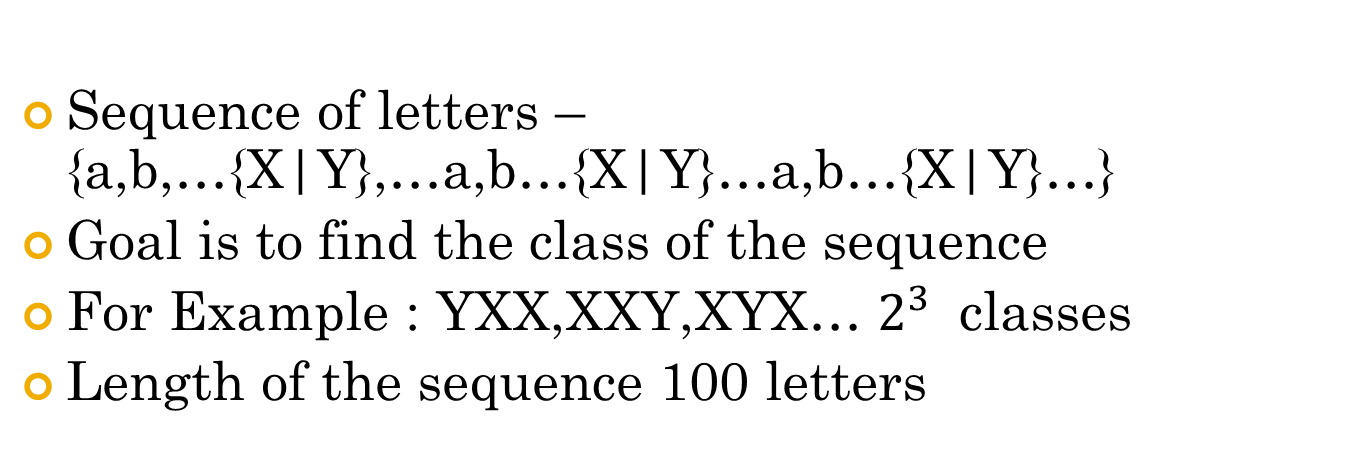 Sequence of letters –
{a,b,…{X|Y},…a,b…{X|Y}…a,b…{X|Y}…}
Goal is to find the class of the sequence
For Example : YXX,XXY,XYX… 2³ classes
Length of the sequence 100 letters